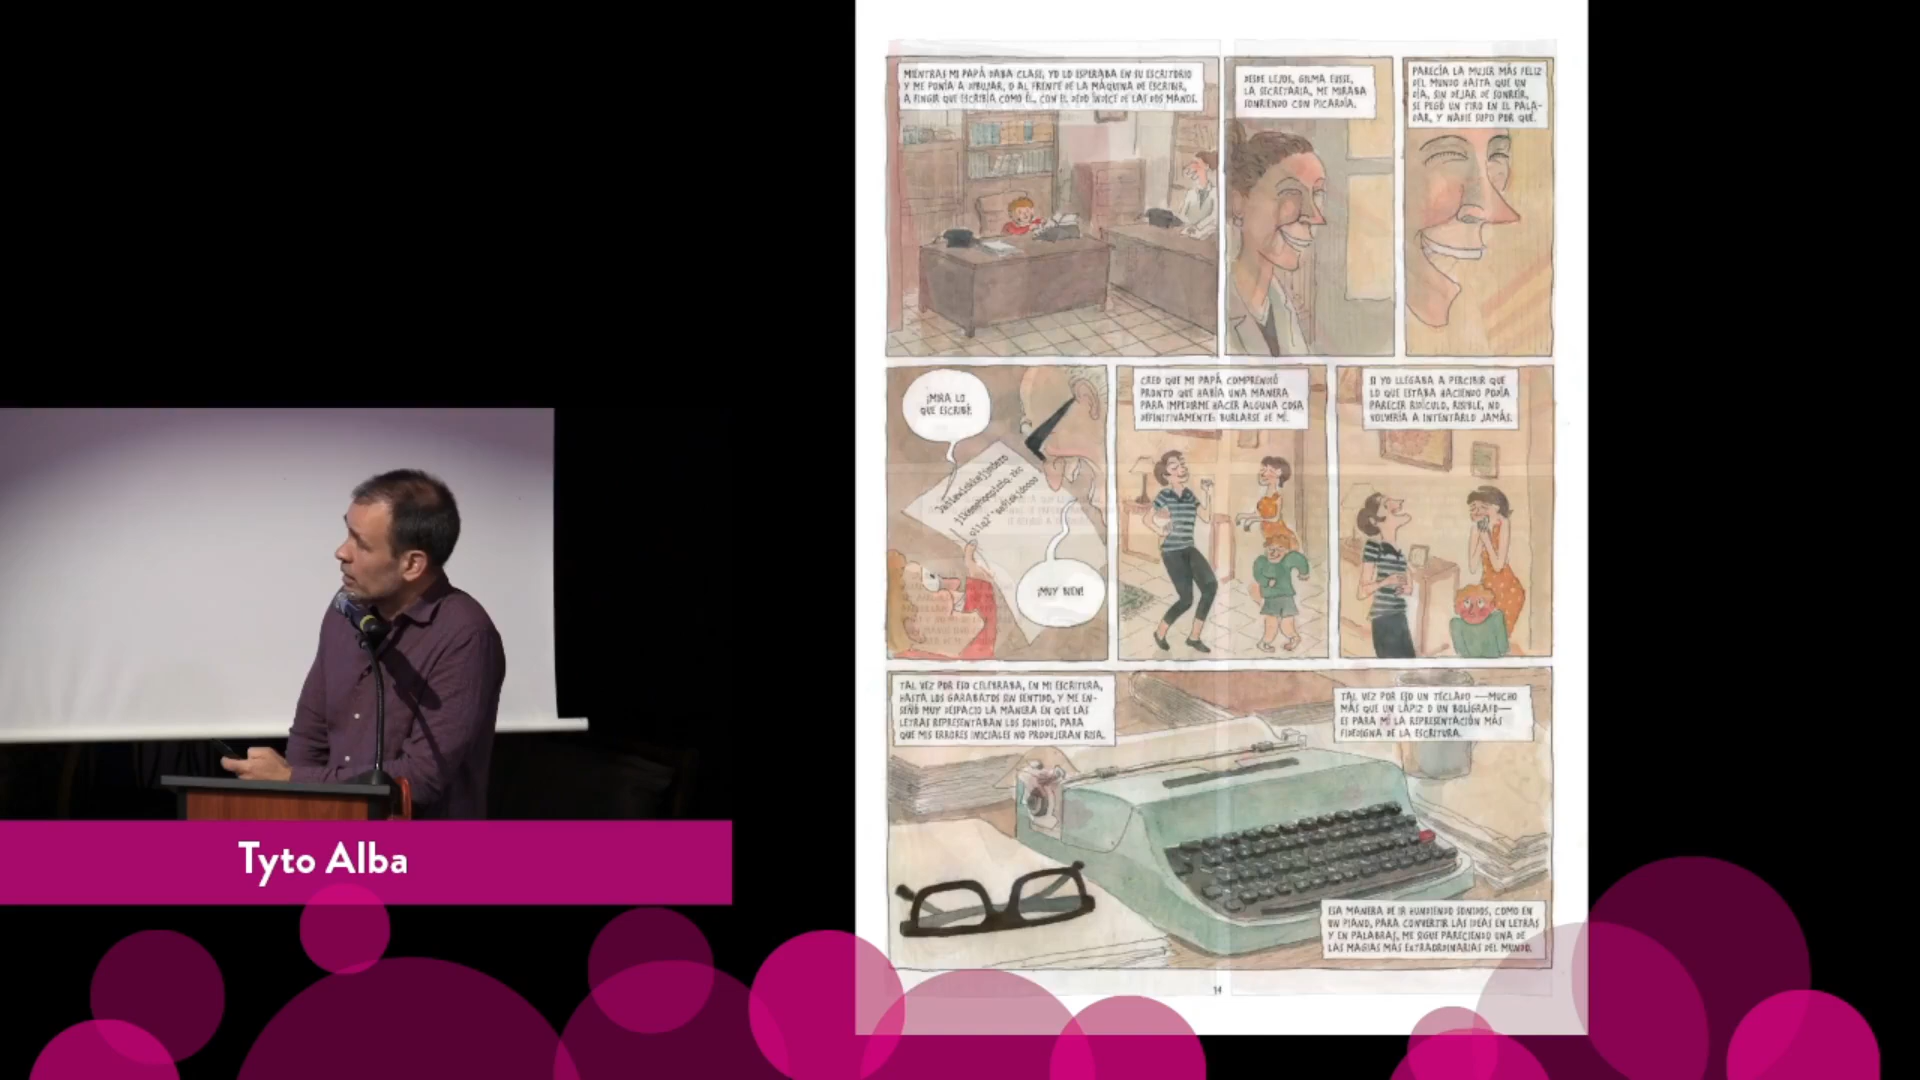 MIENTRAS MI PAPÁ DABA CLASE, YO LO ESPERABA EN SU ESCRITORIO
Y ME PONÍA A DIBUJAR, O AL FRENTE DE LA MÁQUINA DE ESCRIBIR,
A FINGIR QUE ESCRIBÍA COMO ÉL, CON EL DEDO ÍNDICE DE LAS DOS MANOS.
DESDE LEJOS, GILMA EUSSE,
LA SECRETARIA, ME MIRABA
SONRIENDO CON PICARDÍA.
PARECÍA LA MUJER MÁS FELIZ
DEL MUNDO HASTA QUE UN
DÍA, SIN DEJAR DE SONREÍR,
SE PEGÓ UN TIRO EN EL PALA-
DAR, Y NADIE SUPO POR QUÉ.
¡MIRA LO
QUE ESCRIBÍ!
¡MUY BIEN!
CREO QUE MI PAPÁ COMPRENDIÓ
PRONTO QUE HABÍA UNA MANERA
PARA IMPEDIRME HACER ALGUNA COSA
DEFINITIVAMENTE: BURLARSE DE MÍ.
SI YO LLEGABA A PERCIBIR QUE
LO QUE ESTABA HACIENDO PODÍA
PARECER RIDÍCULO, RISIBLE, NO
VOLVERÍA A INTENTARLO JAMÁS.
TAL VEZ POR ESO CELEBRABA, EN MI ESCRITURA,
HASTA LOS GARABATOS SIN SENTIDO, Y ME EN-
SEÑÓ MUY DESPACIO LA MANERA EN QUE LAS
LETRAS REPRESENTABAN LOS SONIDOS, PARA
QUE MIS ERRORES INICIALES NO PRODUJERAN RISA.
TAL VEZ POR ESO UN TECLADO —MUCHO
MÁS QUE UN LÁPIZ O UN BOLÍGRAFO—
ES PARA MÍ LA REPRESENTACIÓN MÁS
FIDEDIGNA DE LA ESCRITURA.
ESA MANERA DE IR HUNDIENDO SONIDOS, COMO EN
UN PIANO, PARA CONVERTIR LAS IDEAS EN LETRAS
Y EN PALABRAS, ME SIGUE PARECIENDO UNA DE
LAS MAGIAS MÁS EXTRAORDINARIAS DEL MUNDO.
14
Tyto Alba